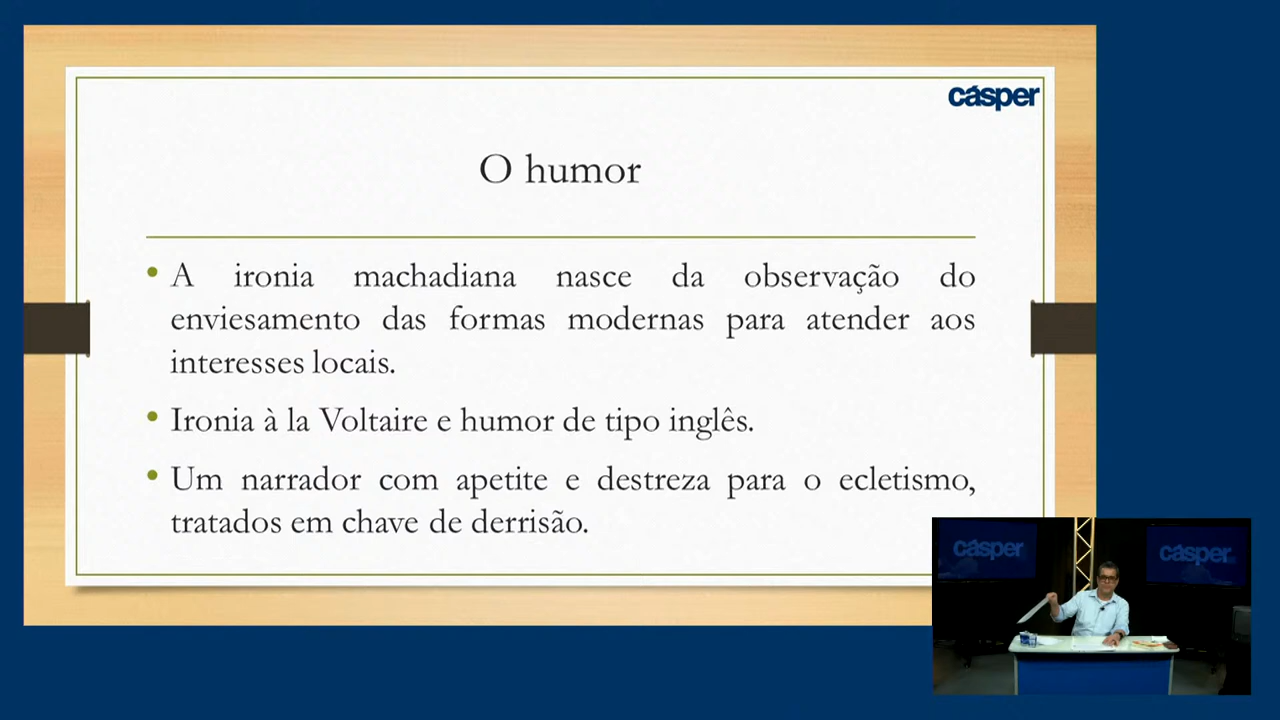 cásper
O humor
• A ironia machadiana nasce da observação do
enviesamento das formas modernas para atender aos
interesses locais.
• Ironia à la Voltaire e humor de tipo inglês.
• Um narrador com apetite e destreza para o ecletismo,
tratados em chave de derrisão.
cásper
cásper